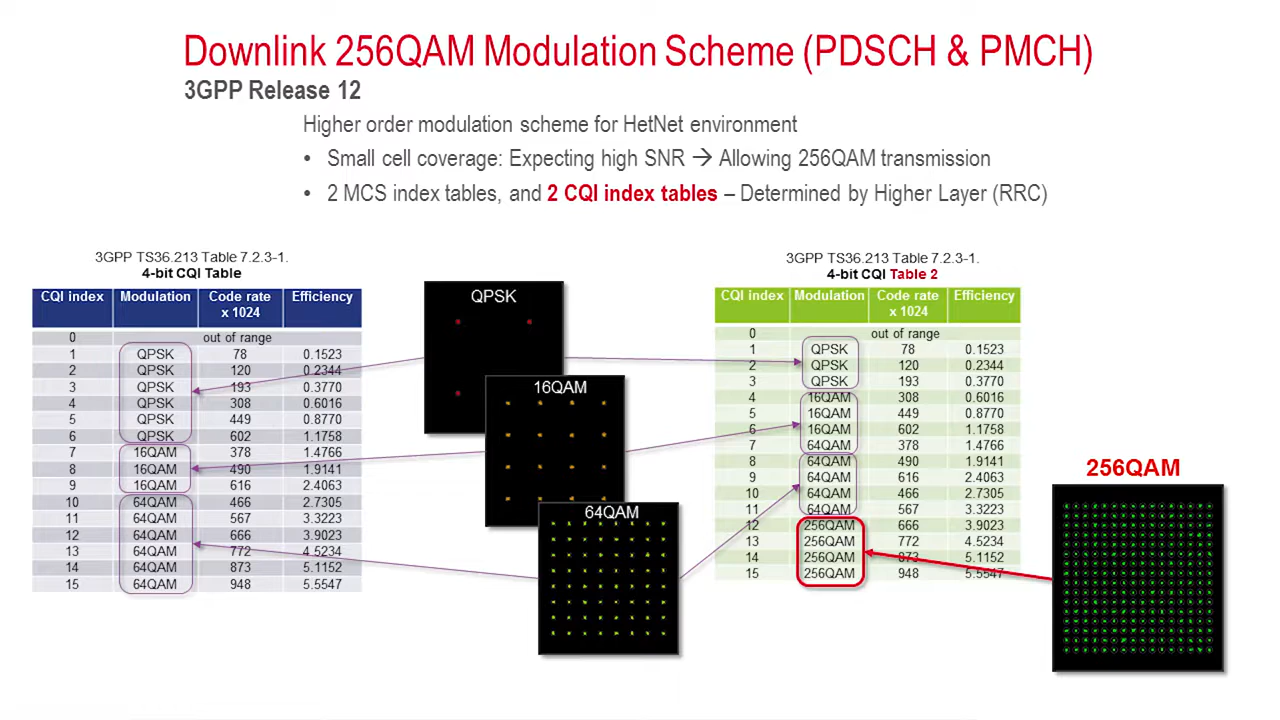 Downlink 256QAM Modulation Scheme (PDSCH & PMCH)
3GPP Release 12
Higher order modulation scheme for HetNet environment
• Small cell coverage: Expecting high SNR → Allowing 256QAM transmission
• 2 MCS index tables, and 2 CQI index tables – Determined by Higher Layer (RRC)
3GPP TS36.213 Table 7.2.3-1.
4-bit CQI Table
CQI index Modulation Code rate x 1024 Efficiency
0 out of range
1 QPSK 78 0.1523
2 QPSK 120 0.2344
3 QPSK 193 0.3770
4 QPSK 308 0.6016
5 QPSK 449 0.8770
6 QPSK 602 1.1758
7 16QAM 378 1.4766
8 16QAM 490 1.9141
9 16QAM 616 2.4063
10 64QAM 466 2.7305
11 64QAM 567 3.3223
12 64QAM 666 3.9023
13 64QAM 772 4.5234
14 64QAM 873 5.1152
15 64QAM 948 5.5547
QPSK
16QAM
64QAM
3GPP TS36.213 Table 7.2.3-1.
4-bit CQI Table 2
CQI index Modulation Code rate x 1024 Efficiency
0 out of range
1 QPSK 78 0.1523
2 QPSK 120 0.2344
3 QPSK 193 0.3770
4 16QAM 308 0.6016
5 16QAM 449 0.8770
6 16QAM 602 1.1758
7 64QAM 378 1.4766
8 64QAM 490 1.9141
9 64QAM 616 2.4063
10 64QAM 466 2.7305
11 64QAM 567 3.3223
12 256QAM 666 3.9023
13 256QAM 772 4.5234
14 256QAM 873 5.1152
15 256QAM 948 5.5547
256QAM